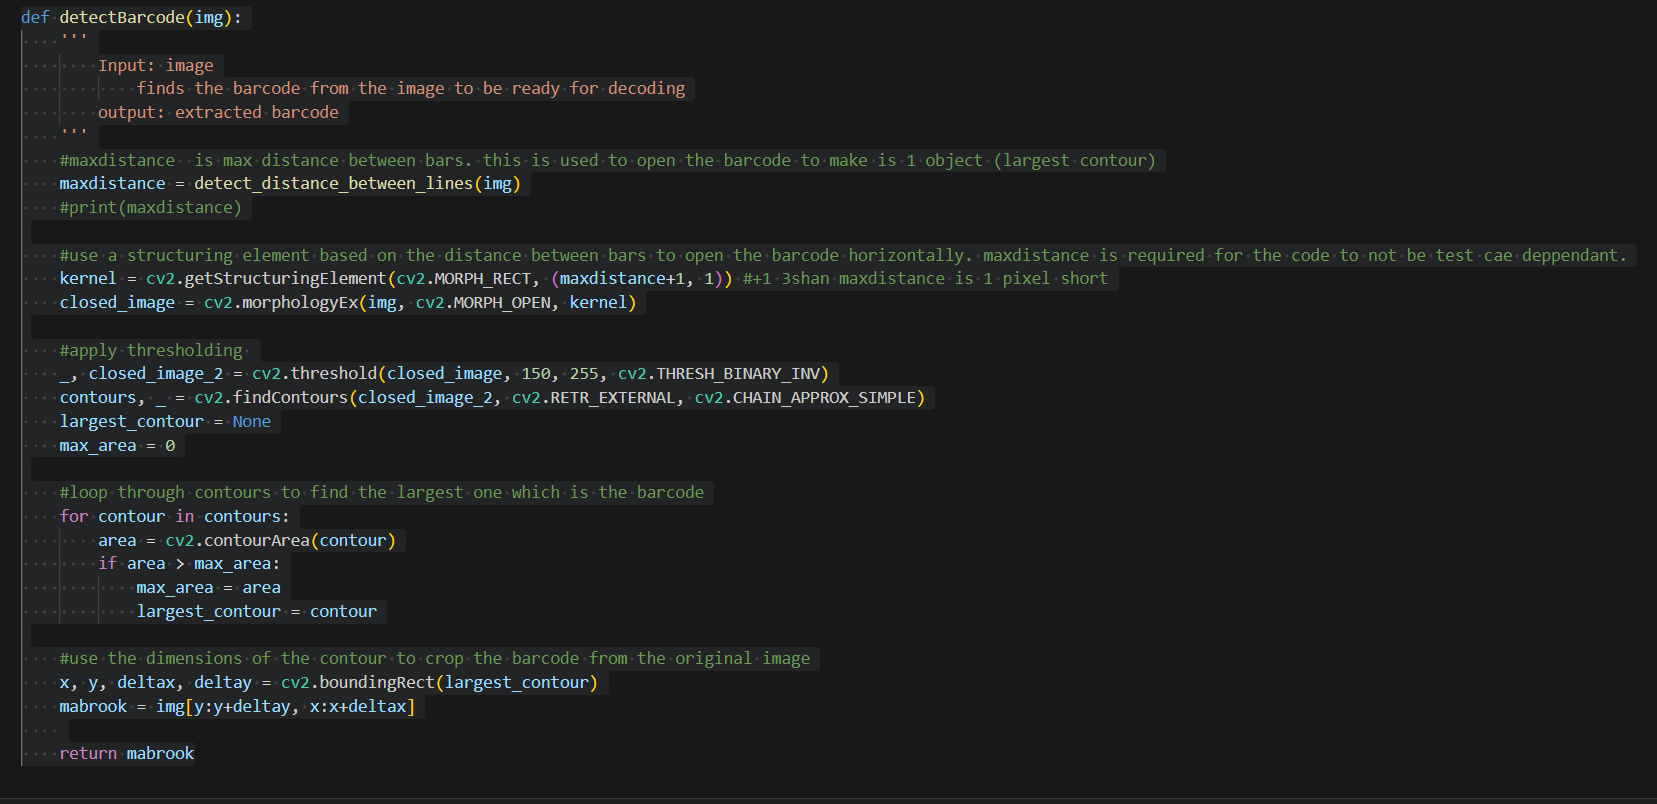 def detectBarcode(img):
'''
Input: image
finds the barcode from the image to be ready for decoding
output: extracted barcode
'''
#maxdistance  is max distance between bars. this is used to open the barcode to make is 1 object (largest contour)
maxdistance = detect_distance_between_lines(img)
#print(maxdistance)
#use a structuring element based on the distance between bars to open the barcode horizontally. maxdistance is required for the code to not be test cae deppendant.
kernel = cv2.getStructuringElement(cv2.MORPH_RECT, (maxdistance+1, 1)) #+1 3shan maxdistance is 1 pixel short
closed_image = cv2.morphologyEx(img, cv2.MORPH_OPEN, kernel)
#apply thresholding
_, closed_image_2 = cv2.threshold(closed_image, 150, 255, cv2.THRESH_BINARY_INV)
contours, _ = cv2.findContours(closed_image_2, cv2.RETR_EXTERNAL, cv2.CHAIN_APPROX_SIMPLE)
largest_contour = None
max_area = 0
#loop through contours to find the largest one which is the barcode
for contour in contours:
area = cv2.contourArea(contour)
if area > max_area:
max_area = area
largest_contour = contour
#use the dimensions of the contour to crop the barcode from the original image
x, y, deltax, deltay = cv2.boundingRect(largest_contour)
mabrook = img[y:y+deltay, x:x+deltax]
return mabrook